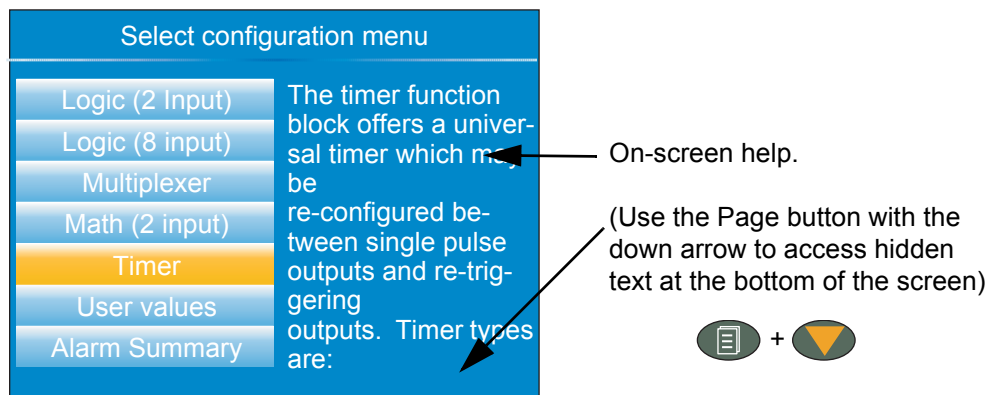 Select configuration menu
Logic (2 Input)
Logic (8 input)
Multiplexer
Math (2 input)
Timer
User values
Alarm Summary
The timer function
block offers a univer-
sal timer which may
be
re-configured be-
tween single pulse
outputs and re-trig-
gering
outputs. Timer types
are:
On-screen help.
(Use the Page button with the
down arrow to access hidden
text at the bottom of the screen)
+